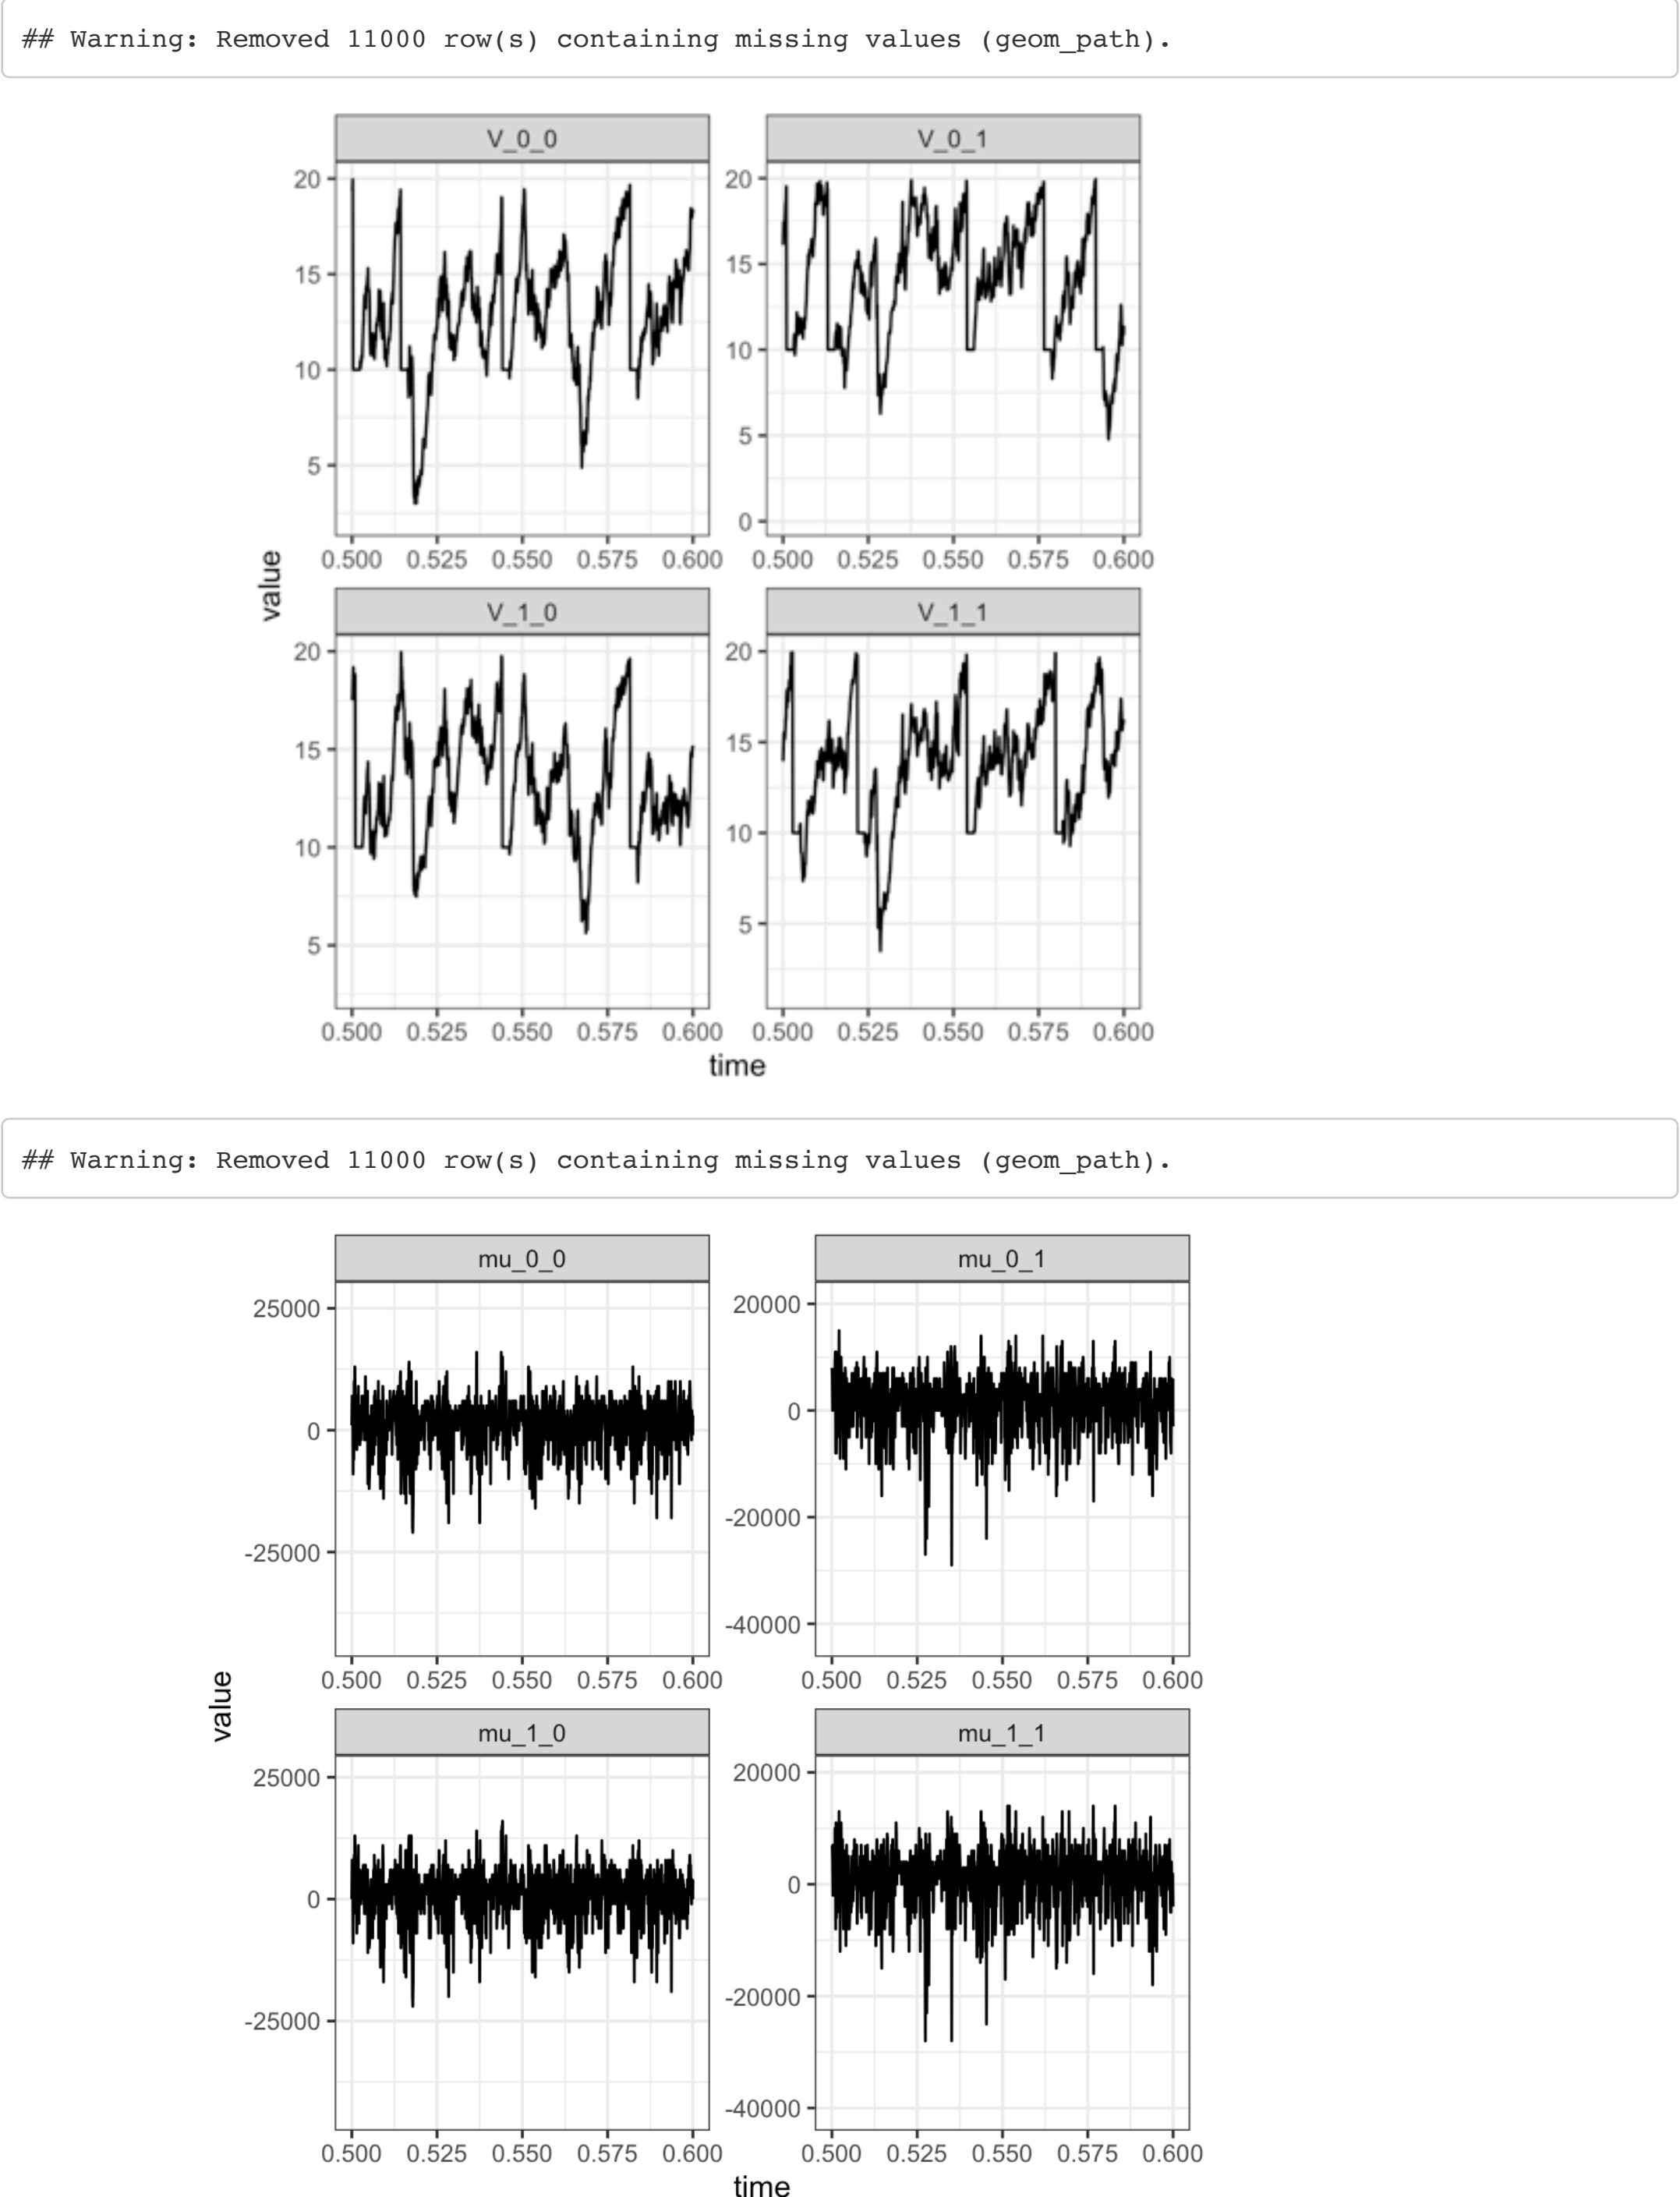 ## Warning: Removed 11000 row(s) containing missing values (geom_path).
V_0_0 V_0_1
20 20
15 15
10 10
5 5
0
0.500 0.525 0.550 0.575 0.600 0.500 0.525 0.550 0.575 0.600
value
V_1_0 V_1_1
20 20
15 15
10 10
5 5
0.500 0.525 0.550 0.575 0.600 0.500 0.525 0.550 0.575 0.600
time
## Warning: Removed 11000 row(s) containing missing values (geom_path).
mu_0_0 mu_0_1
25000 20000
0 0
-25000 -20000
-40000
0.500 0.525 0.550 0.575 0.600 0.500 0.525 0.550 0.575 0.600
value
mu_1_0 mu_1_1
25000 20000
0 0
-25000 -20000
-40000
0.500 0.525 0.550 0.575 0.600 0.500 0.525 0.550 0.575 0.600
time